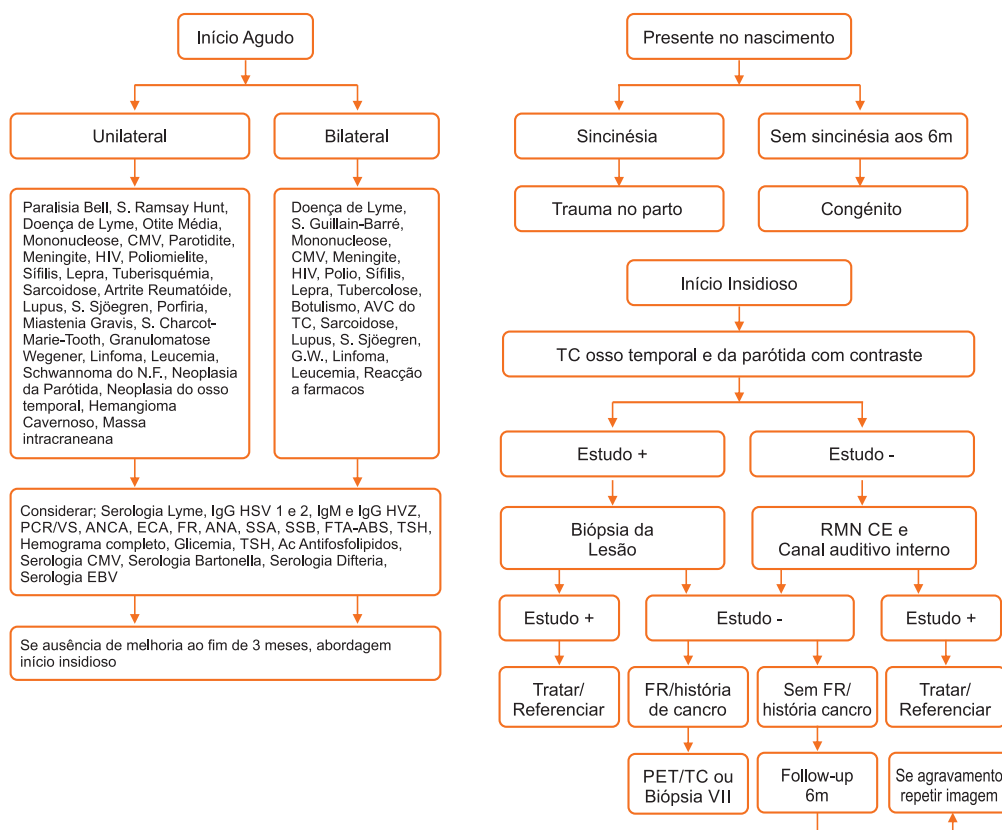 Início Agudo
Unilateral
Bilateral
Paralisia Bell, S. Ramsay Hunt,
Doença de Lyme, Otite Média,
Mononucleose, CMV, Parotidite,
Meningite, HIV, Poliomielite,
Sífilis, Lepra, Tuberisquémia,
Sarcoidose, Artrite Reumatóide,
Lupus, S. Sjöegren, Porfiria,
Miastenia Gravis, S. Charcot-
Marie-Tooth, Granulomatose
Wegener, Linfoma, Leucemia,
Schwannoma do N.F., Neoplasia
da Parótida, Neoplasia do osso
temporal, Hemangioma
Cavernoso, Massa
intracraneana
Doença de Lyme,
S. Guillain-Barré,
Mononucleose,
CMV, Meningite,
HIV, Polio, Sífilis,
Lepra, Tubercolose,
Botulismo, AVC do
TC, Sarcoidose,
Lupus, S. Sjöegren,
G.W., Linfoma,
Leucemia, Reacção
a farmacos
Considerar; Serologia Lyme, IgG HSV 1 e 2, IgM e IgG HVZ,
PCR/VS, ANCA, ECA, FR, ANA, SSA, SSB, FTA-ABS, TSH,
Hemograma completo, Glicemia, TSH, Ac Antifosfolipidos,
Serologia CMV, Serologia Bartonella, Serologia Difteria,
Serologia EBV
Se ausência de melhoria ao fim de 3 meses, abordagem
início insidioso
Presente no nascimento
Sincinésia
Sem sincinésia aos 6m
Trauma no parto
Congénito
Início Insidioso
TC osso temporal e da parótida com contraste
Estudo +
Estudo -
Biópsia da
Lesão
RMN CE e
Canal auditivo interno
Estudo +
Estudo -
Estudo +
Tratar/
Referenciar
FR/história
de cancro
Sem FR/
história cancro
Tratar/
Referenciar
PET/TC ou
Biópsia VII
Follow-up
6m
Se agravamento
repetir imagem